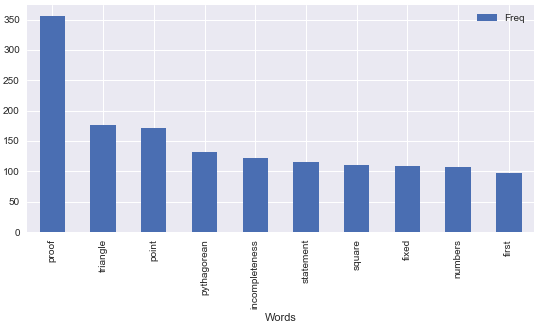 Freq
350
300
250
200
150
100
50
0
proof
triangle
point
pythagorean
incompleteness
statement
square
fixed
numbers
first
Words